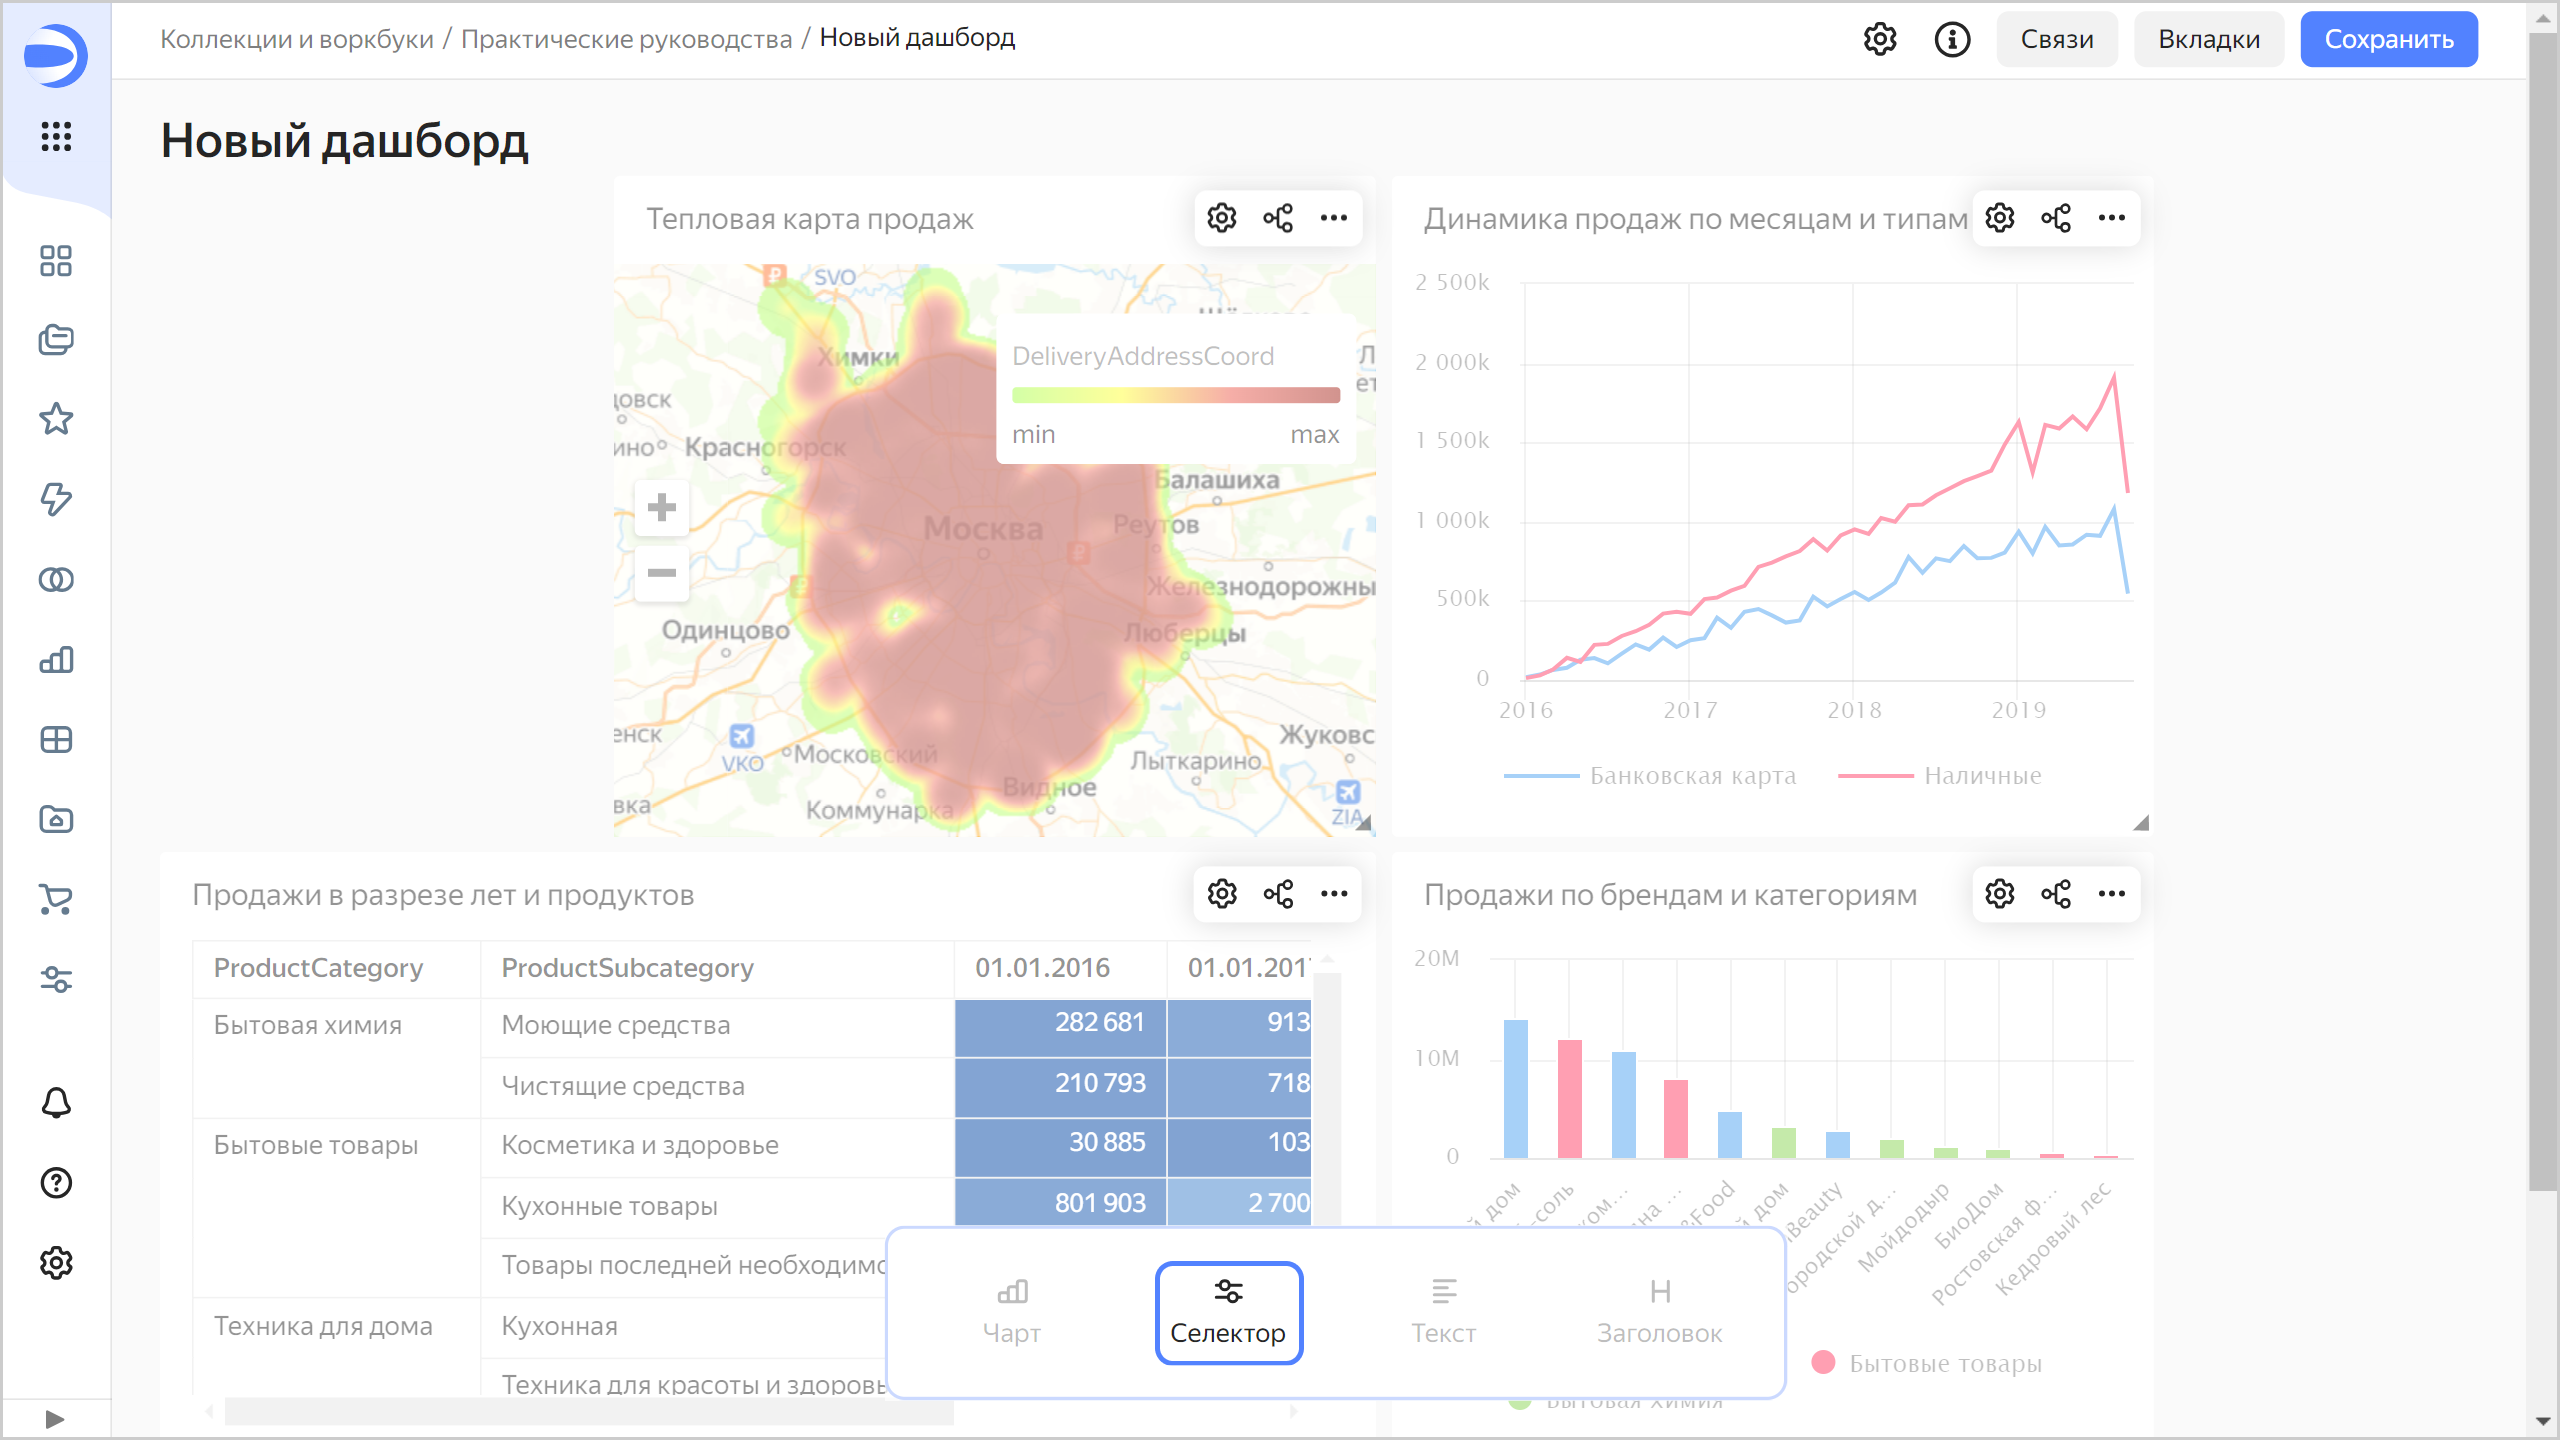 Коллекции и воркбуки / Практические руководства / Новый дашборд
Связи
Вкладки
Сохранить
Новый дашборд
Тепловая карта продаж
SVO
Химки
DeliveryAddressCoord
min
max
Красногорск
Балашиха
Москва
Реутов
Железнодорожны
Одинцово
Люберцы
VKO
Московский
Жуковс
Лыткарино
Видное
Коммунарка
ZIA
Динамика продаж по месяцам и типам
2 500k
2 000k
1 500k
1 000k
500k
0
2016
2017
2018
2019
Банковская карта
Наличные
Продажи в разрезе лет и продуктов
ProductCategory
ProductSubcategory
01.01.2016
01.01.201
Бытовая химия
Моющие средства
282 681
913
Чистящие средства
210 793
718
Бытовые товары
Косметика и здоровье
30 885
103
Кухонные товары
801 903
2 700
Товары последней необходимо
Техника для дома
Кухонная
Техника для красоты и здоровь
Продажи по брендам и категориям
20M
10M
0
й дом
соль
ком...
на ...
&Food
й дом
Beauty
ородской д...
Мойдодыр
БиоДом
Ростовская ф...
Кедровый лес
Бытовые товары
Бытовая химия
Чарт
Селектор
Текст
H
Заголовок